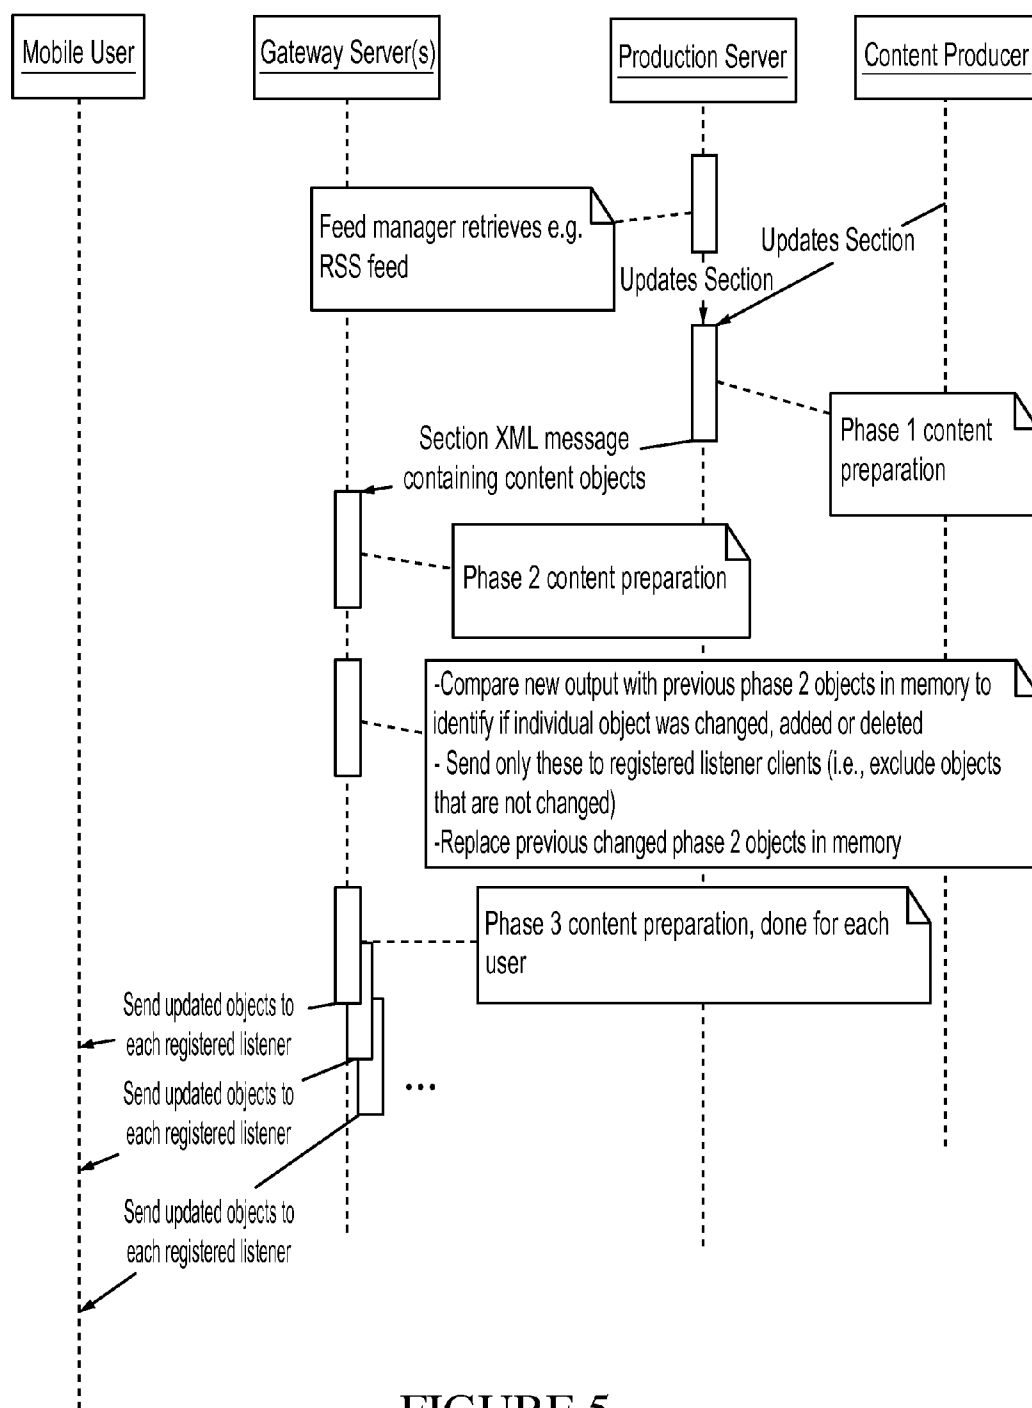 Mobile User
Gateway Server(s)
Production Server
Content Producer
Feed manager retrieves e.g.
RSS feed
Updates Section
Updates Section
Phase 1 content
preparation
Section XML message
containing content objects
Phase 2 content preparation
-Compare new output with previous phase 2 objects in memory to
identify if individual object was changed, added or deleted
- Send only these to registered listener clients (i.e., exclude objects
that are not changed)
-Replace previous changed phase 2 objects in memory
Phase 3 content preparation, done for each
user
Send updated objects to
each registered listener
...
Send updated objects to
each registered listener
Send updated objects to
each registered listener
FIGURE 5